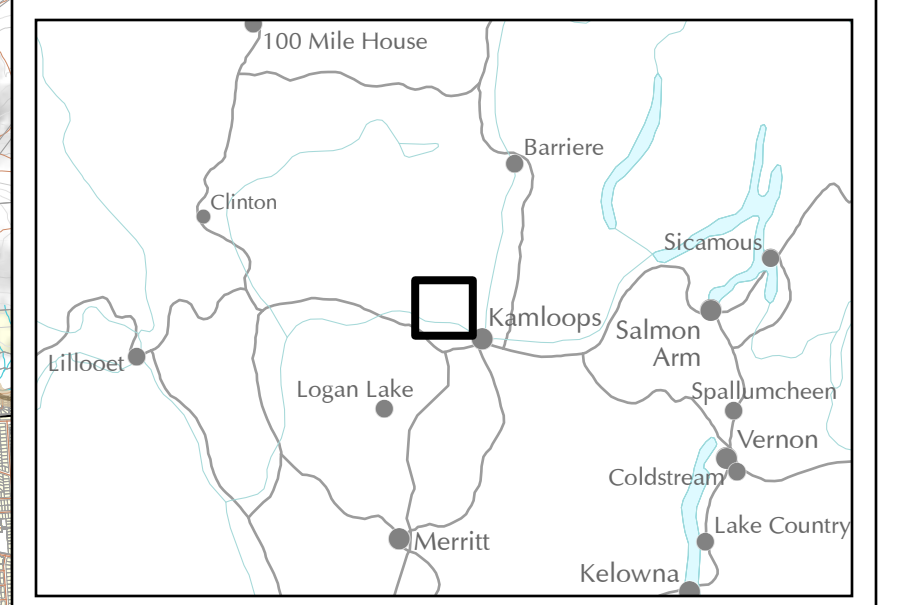 100 Mile House
Barriere
Clinton
Sicamous
Kamloops
Salmon
Arm
Lillooet
Logan Lake
Spallumcheen
Vernon
Coldstream
Lake Country
Merritt
Kelowna